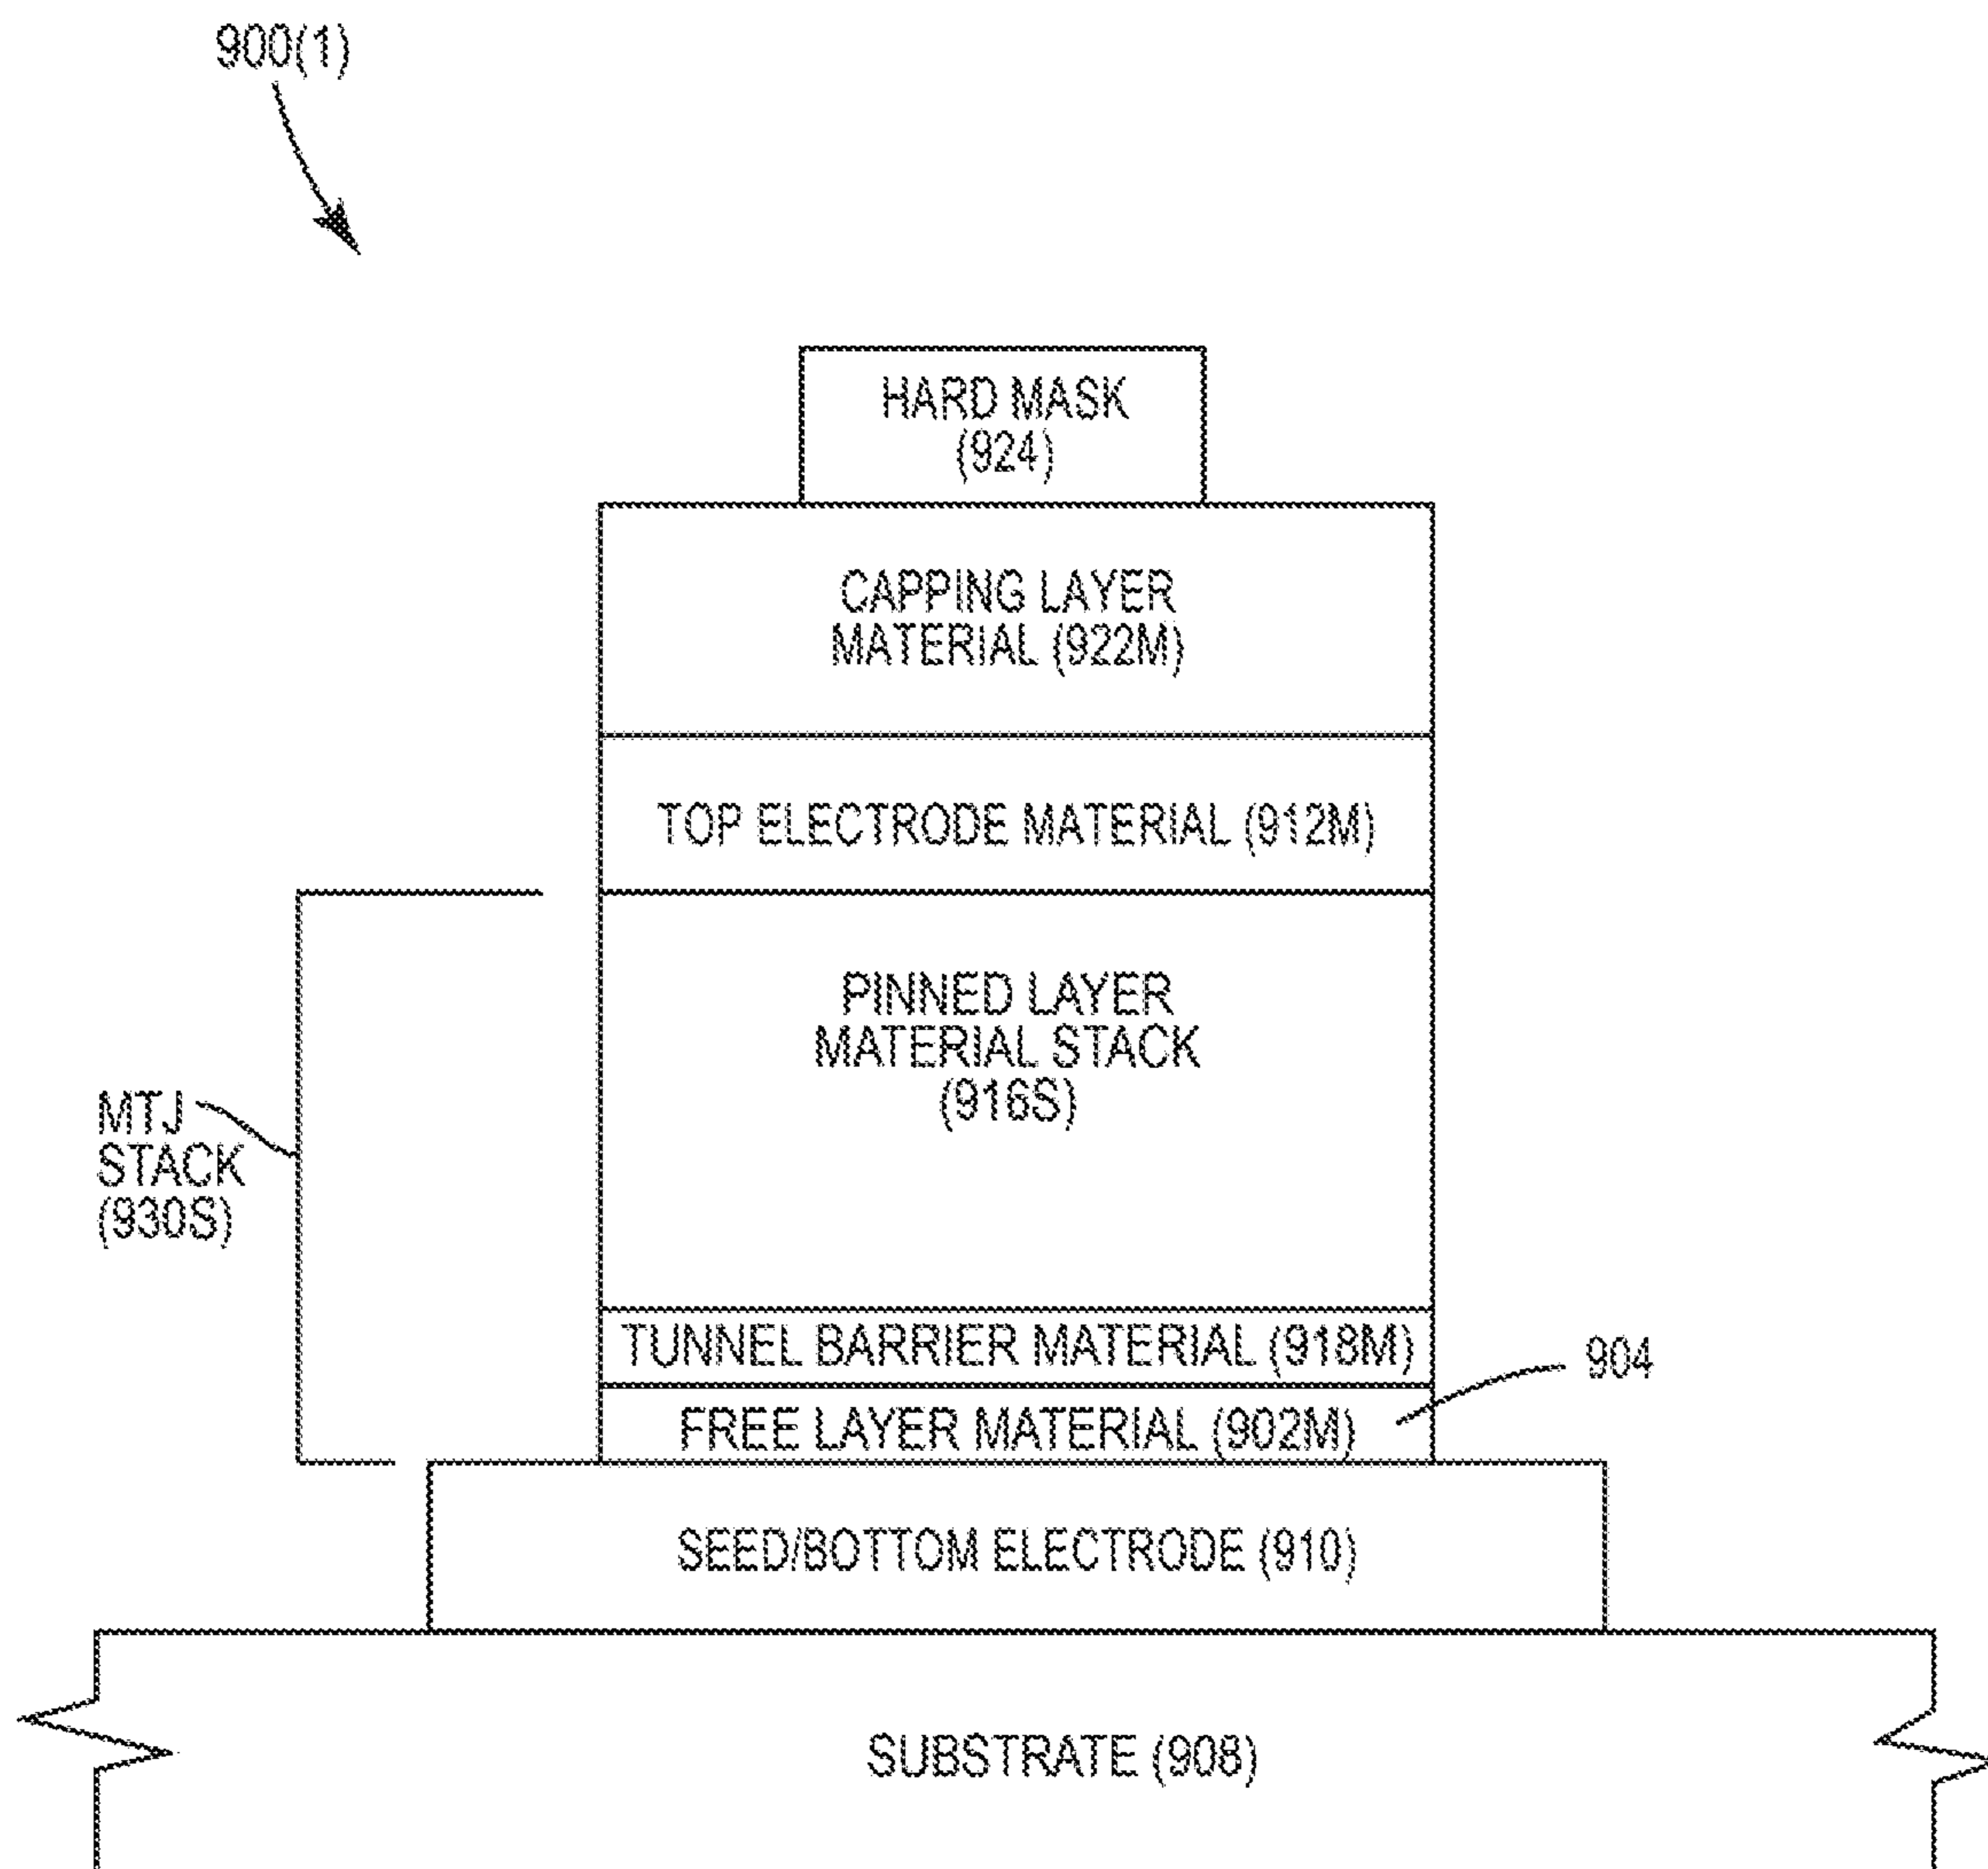 900(1)
HARD MASK
(924)
CAPPING LAYER
MATERIAL (922M)
TOP ELECTRODE MATERIAL (912M)
PINNED LAYER
MATERIAL STACK
(916S)
MTJ
STACK
(930S)
TUNNEL BARRIER MATERIAL (918M)
904
FREE LAYER MATERIAL (902M)
SEED/BOTTOM ELECTRODE (910)
SUBSTRATE (908)